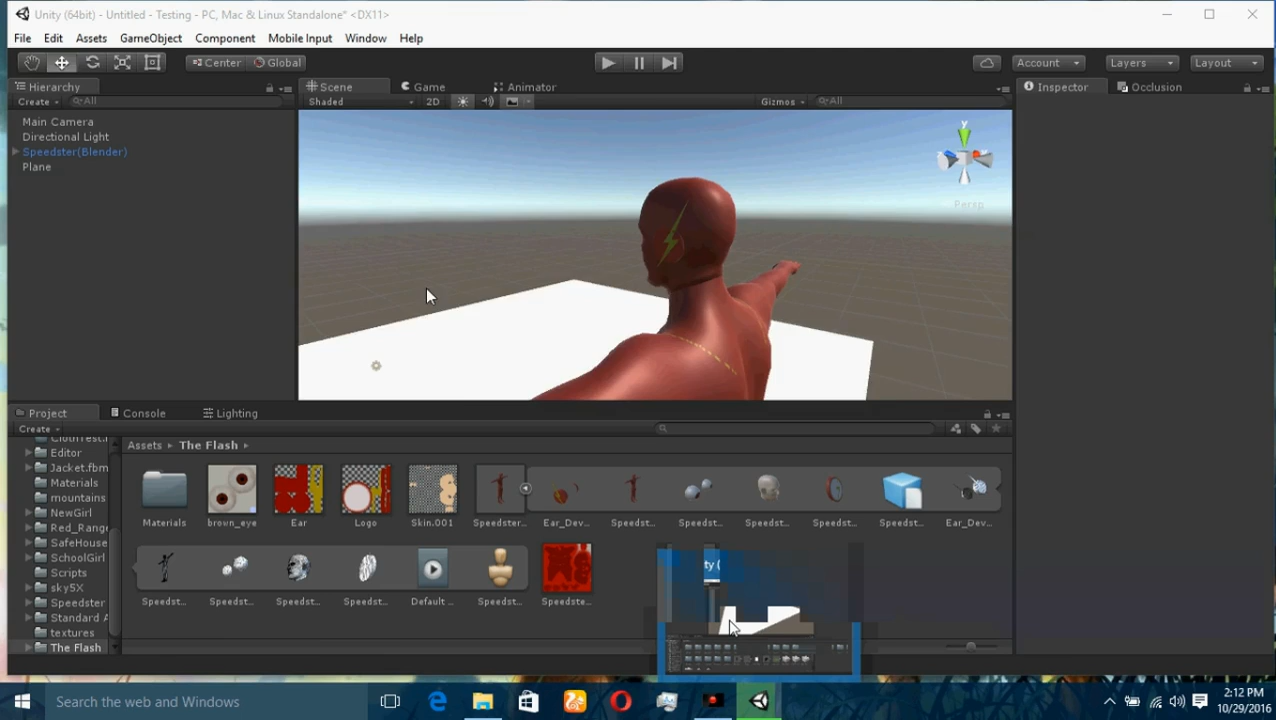 Unity (64bit) - Untitled - Testing - PC, Mac & Linux Standalone* <DX11>
File Edit Assets GameObject Component Mobile Input Window Help
Center Global Account Layers Layout
Hierarchy Scene Game Animator Inspector Occlusion
Create All Shaded 2D Gizmos All
Main Camera
Directional Light
Speedster(Blender)
Plane
y
Persp
Project Console Lighting
Create
Assets The Flash
Editor
Jacket.fbm
Materials
mountains
NewGirl
Red_Range
SafeHouse
SchoolGirl
Scripts
sky5X
Speedster
Standard A
textures
The Flash
Materials brown_eye Ear Logo Skin.001 Speedster... Ear_Dev... Speedst... Speedst... Speedst... Speedst... Speedst... Ear_Dev...
Speedst... Speedst... Speedst... Speedst... Default ... Speedst... Speedste...
ty (
Search the web and Windows
2:12 PM
10/29/2016